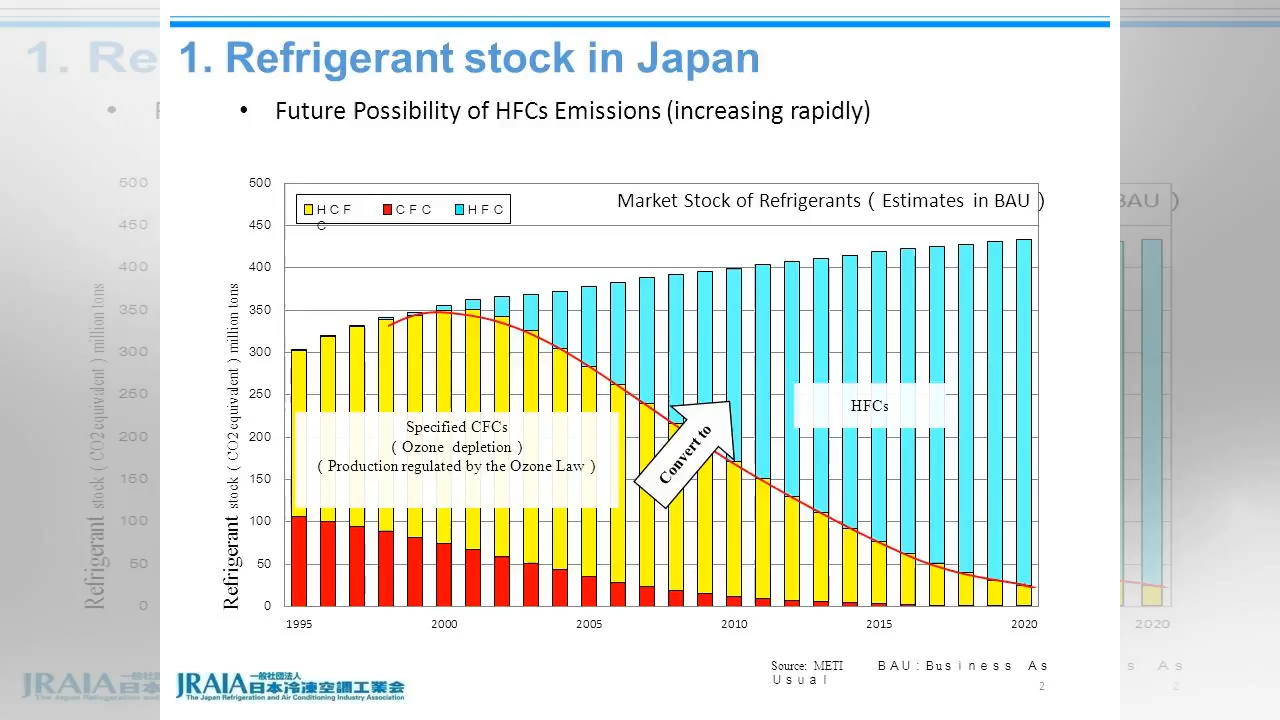 1. Refrigerant stock in Japan
• Future Possibility of HFCs Emissions (increasing rapidly)
Market Stock of Refrigerants ( Estimates in BAU )
HCFC
CFC
HFC
500
450
400
350
300
250
200
150
100
50
0
Refrigerant stock ( CO2 equivalent ) million tons
Specified CFCs
( Ozone depletion )
( Production regulated by the Ozone Law )
Convert to
HFCs
1995 2000 2005 2010 2015 2020
Source: METI BAU:Business As
Usual
JRAIA 一般社団法人
日本冷凍空調工業会
The Japan Refrigeration and Air Conditioning Industry Association
2